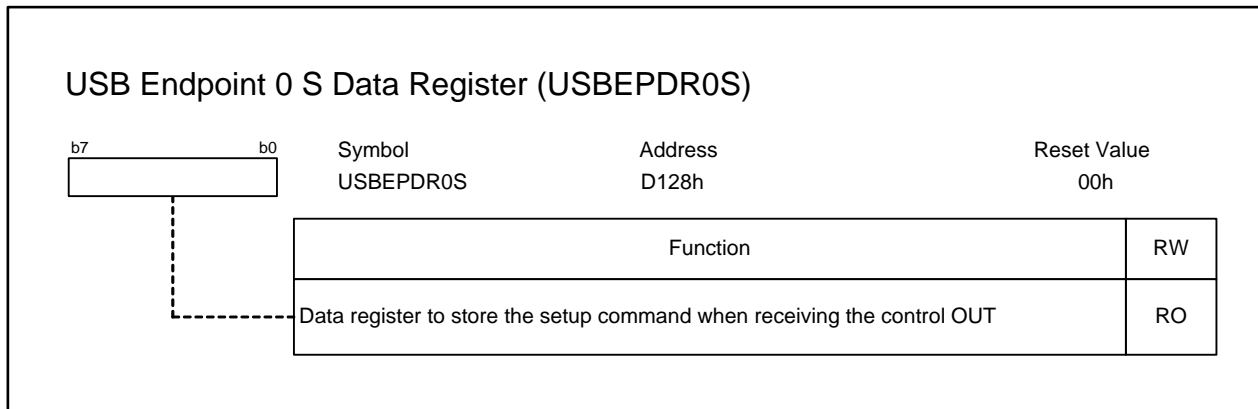 USB Endpoint 0 S Data Register (USBEPDR0S)
b7 b0 Symbol Address Reset Value
USBEPDR0S D128h 00h
Function RW
Data register to store the setup command when receiving the control OUT RO